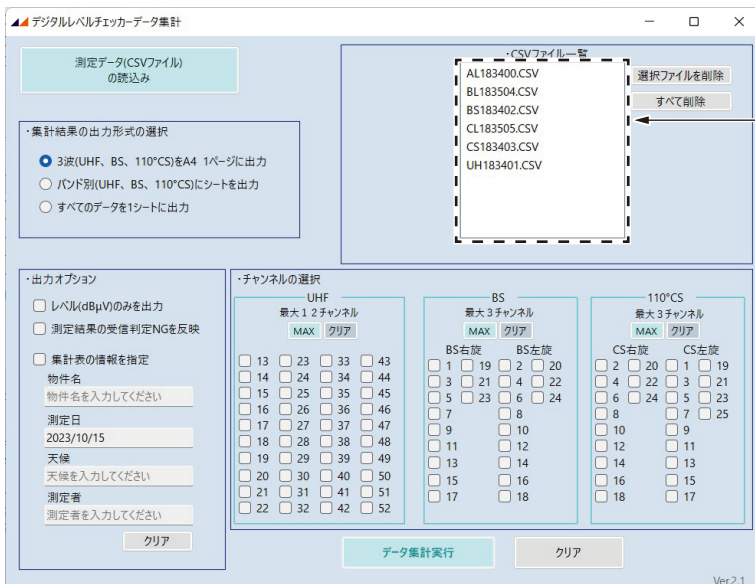 デジタルレベルチェッカーデータ集計
測定データ(CSVファイル)
の読込み
・CSVファイル一覧
AL183400.CSV
BL183504.CSV
BS183402.CSV
CL183505.CSV
CS183403.CSV
UH183401.CSV
選択ファイルを削除
すべて削除
・集計結果の出力形式の選択
3波(UHF、BS、110°CS)をA4 1ページに出力
バンド別(UHF、BS、110°CS)にシートを出力
すべてのデータを1シートに出力
・出力オプション
レベル(dBμV)のみを出力
測定結果の受信判定NGを反映
集計表の情報を指定
物件名
物件名を入力してください
測定日
2023/10/15
天候
天候を入力してください
測定者
測定者を入力してください
クリア
・チャンネルの選択
UHF
最大12チャンネル
MAX クリア
13 23 33 43
14 24 34 44
15 25 35 45
16 26 36 46
17 27 37 47
18 28 38 48
19 29 39 49
20 30 40 50
21 31 41 51
22 32 42 52
BS
最大3チャンネル
MAX クリア
BS右旋 BS左旋
1 19 2 20
3 21 4 22
5 23 6 24
7 8
9 10
11 12
13 14
15 16
17 18
110°CS
最大3チャンネル
MAX クリア
CS右旋 CS左旋
2 20 1 19
4 22 3 21
6 24 5 23
8 7 25
10 9
12 11
14 13
16 15
18 17
データ集計実行
クリア
Ver.2.1